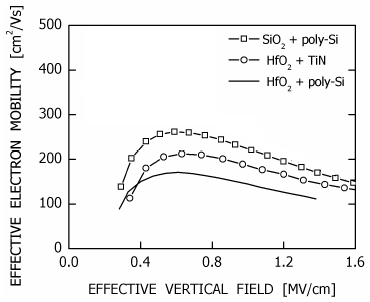 EFFECTIVE ELECTRON MOBILITY [cm²/Vs]
500
400
300
200
100
0
SiO₂ + poly-Si
HfO₂ + TiN
HfO₂ + poly-Si
0.0 0.4 0.8 1.2 1.6
EFFECTIVE VERTICAL FIELD [MV/cm]